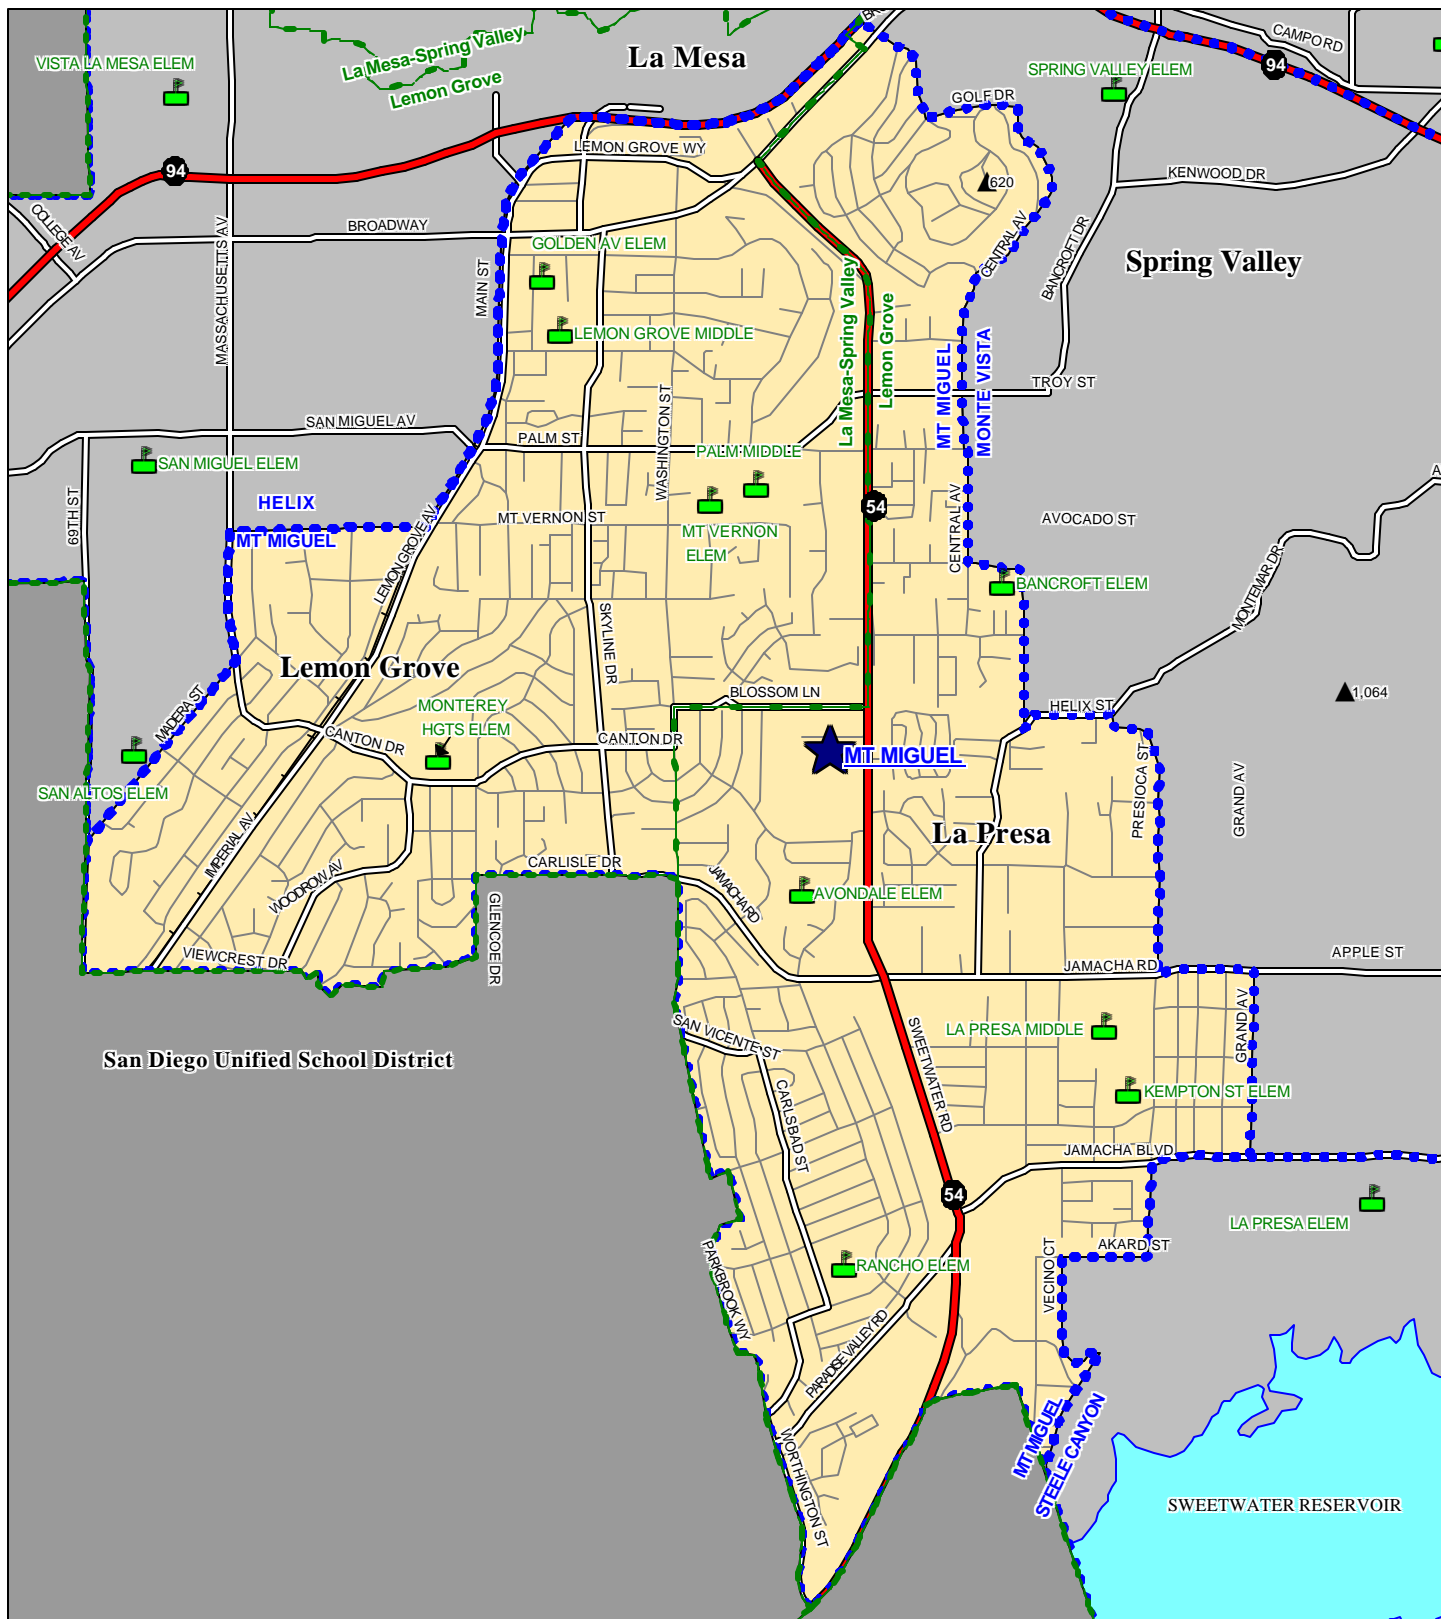 La Mesa
La Mesa-Spring Valley
Lemon Grove
VISTA LA MESA ELEM
94
CAMPO RD
94
SPRING VALLEY ELEM
GOLF DR
LEMON GROVE WY
620
KENWOOD DR
COLLEGE AV
MASSACHUSETTS AV
BROADWAY
GOLDEN AV ELEM
MAIN ST
CENTRAL AV
BANCROFT DR
Spring Valley
LEMON GROVE MIDDLE
La Mesa-Spring Valley
Lemon Grove
MT MIGUEL
MONTE VISTA
TROY ST
WASHINGTON ST
SAN MIGUEL AV
PALM ST
PALM MIDDLE
SAN MIGUEL ELEM
69TH ST
HELIX
MT MIGUEL
LEMON GROVE AV
MT VERNON ST
MT VERNON
ELEM
54
CENTRAL AV
AVOCADO ST
BANCROFT ELEM
MONTEMAR DR
SKYLINE DR
Lemon Grove
MADERA ST
MONTEREY
HGTS ELEM
BLOSSOM LN
HELIX ST
1,064
CANTON DR
CANTON DR
MT MIGUEL
PRESIOCA ST
GRAND AV
SAN ALTOS ELEM
La Presa
IMPERIAL AV
WOODROW AV
CARLISLE DR
JAMACHA RD
AVONDALE ELEM
GLENCOE DR
VIEWCREST DR
JAMACHA RD
APPLE ST
SAN VICENTE ST
SWEETWATER RD
LA PRESA MIDDLE
GRAND AV
San Diego Unified School District
CARLSBAD ST
KEMPTON ST ELEM
JAMACHA BLVD
54
LA PRESA ELEM
PARKBROOK WY
RANCHO ELEM
VECINO CT
AKARD ST
PARADISE VALLEY RD
MT MIGUEL
STEELE CANYON
WORTHINGTON ST
SWEETWATER RESERVOIR